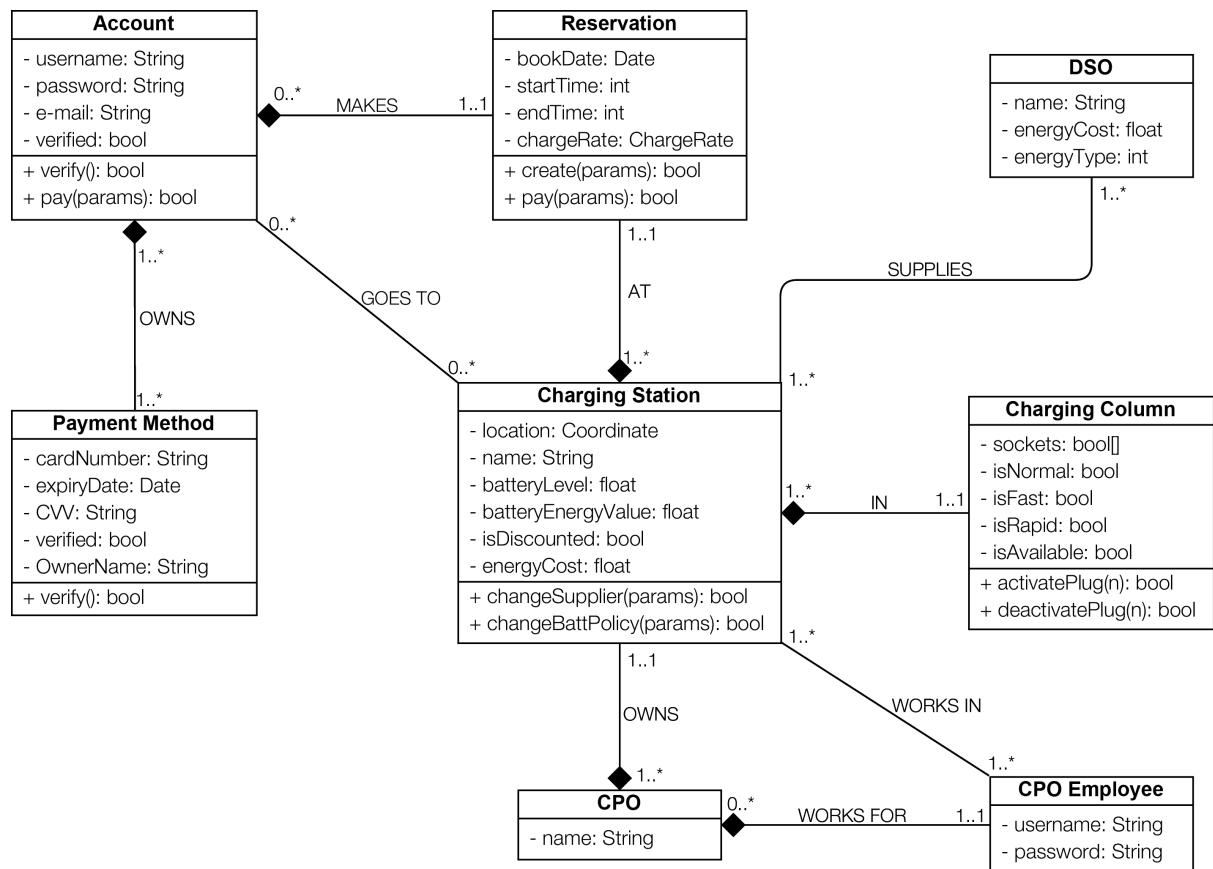 Account
- username: String
- password: String
- e-mail: String
- verified: bool
+ verify(): bool
+ pay(params): bool
0..*
MAKES
1..1
Reservation
- bookDate: Date
- startTime: int
- endTime: int
- chargeRate: ChargeRate
+ create(params): bool
+ pay(params): bool
DSO
- name: String
- energyCost: float
- energyType: int
1..*
SUPPLIES
1..*
1..*
OWNS
1..*
0..*
GOES TO
0..*
1..1
AT
1..*
Payment Method
- cardNumber: String
- expiryDate: Date
- CVV: String
- verified: bool
- OwnerName: String
+ verify(): bool
Charging Station
- location: Coordinate
- name: String
- batteryLevel: float
- batteryEnergyValue: float
- isDiscounted: bool
- energyCost: float
+ changeSupplier(params): bool
+ changeBattPolicy(params): bool
1..*
IN
1..1
Charging Column
- sockets: bool[]
- isNormal: bool
- isFast: bool
- isRapid: bool
- isAvailable: bool
+ activatePlug(n): bool
+ deactivatePlug(n): bool
1..1
OWNS
1..*
1..*
WORKS IN
1..*
CPO
- name: String
0..*
WORKS FOR
1..1
CPO Employee
- username: String
- password: String